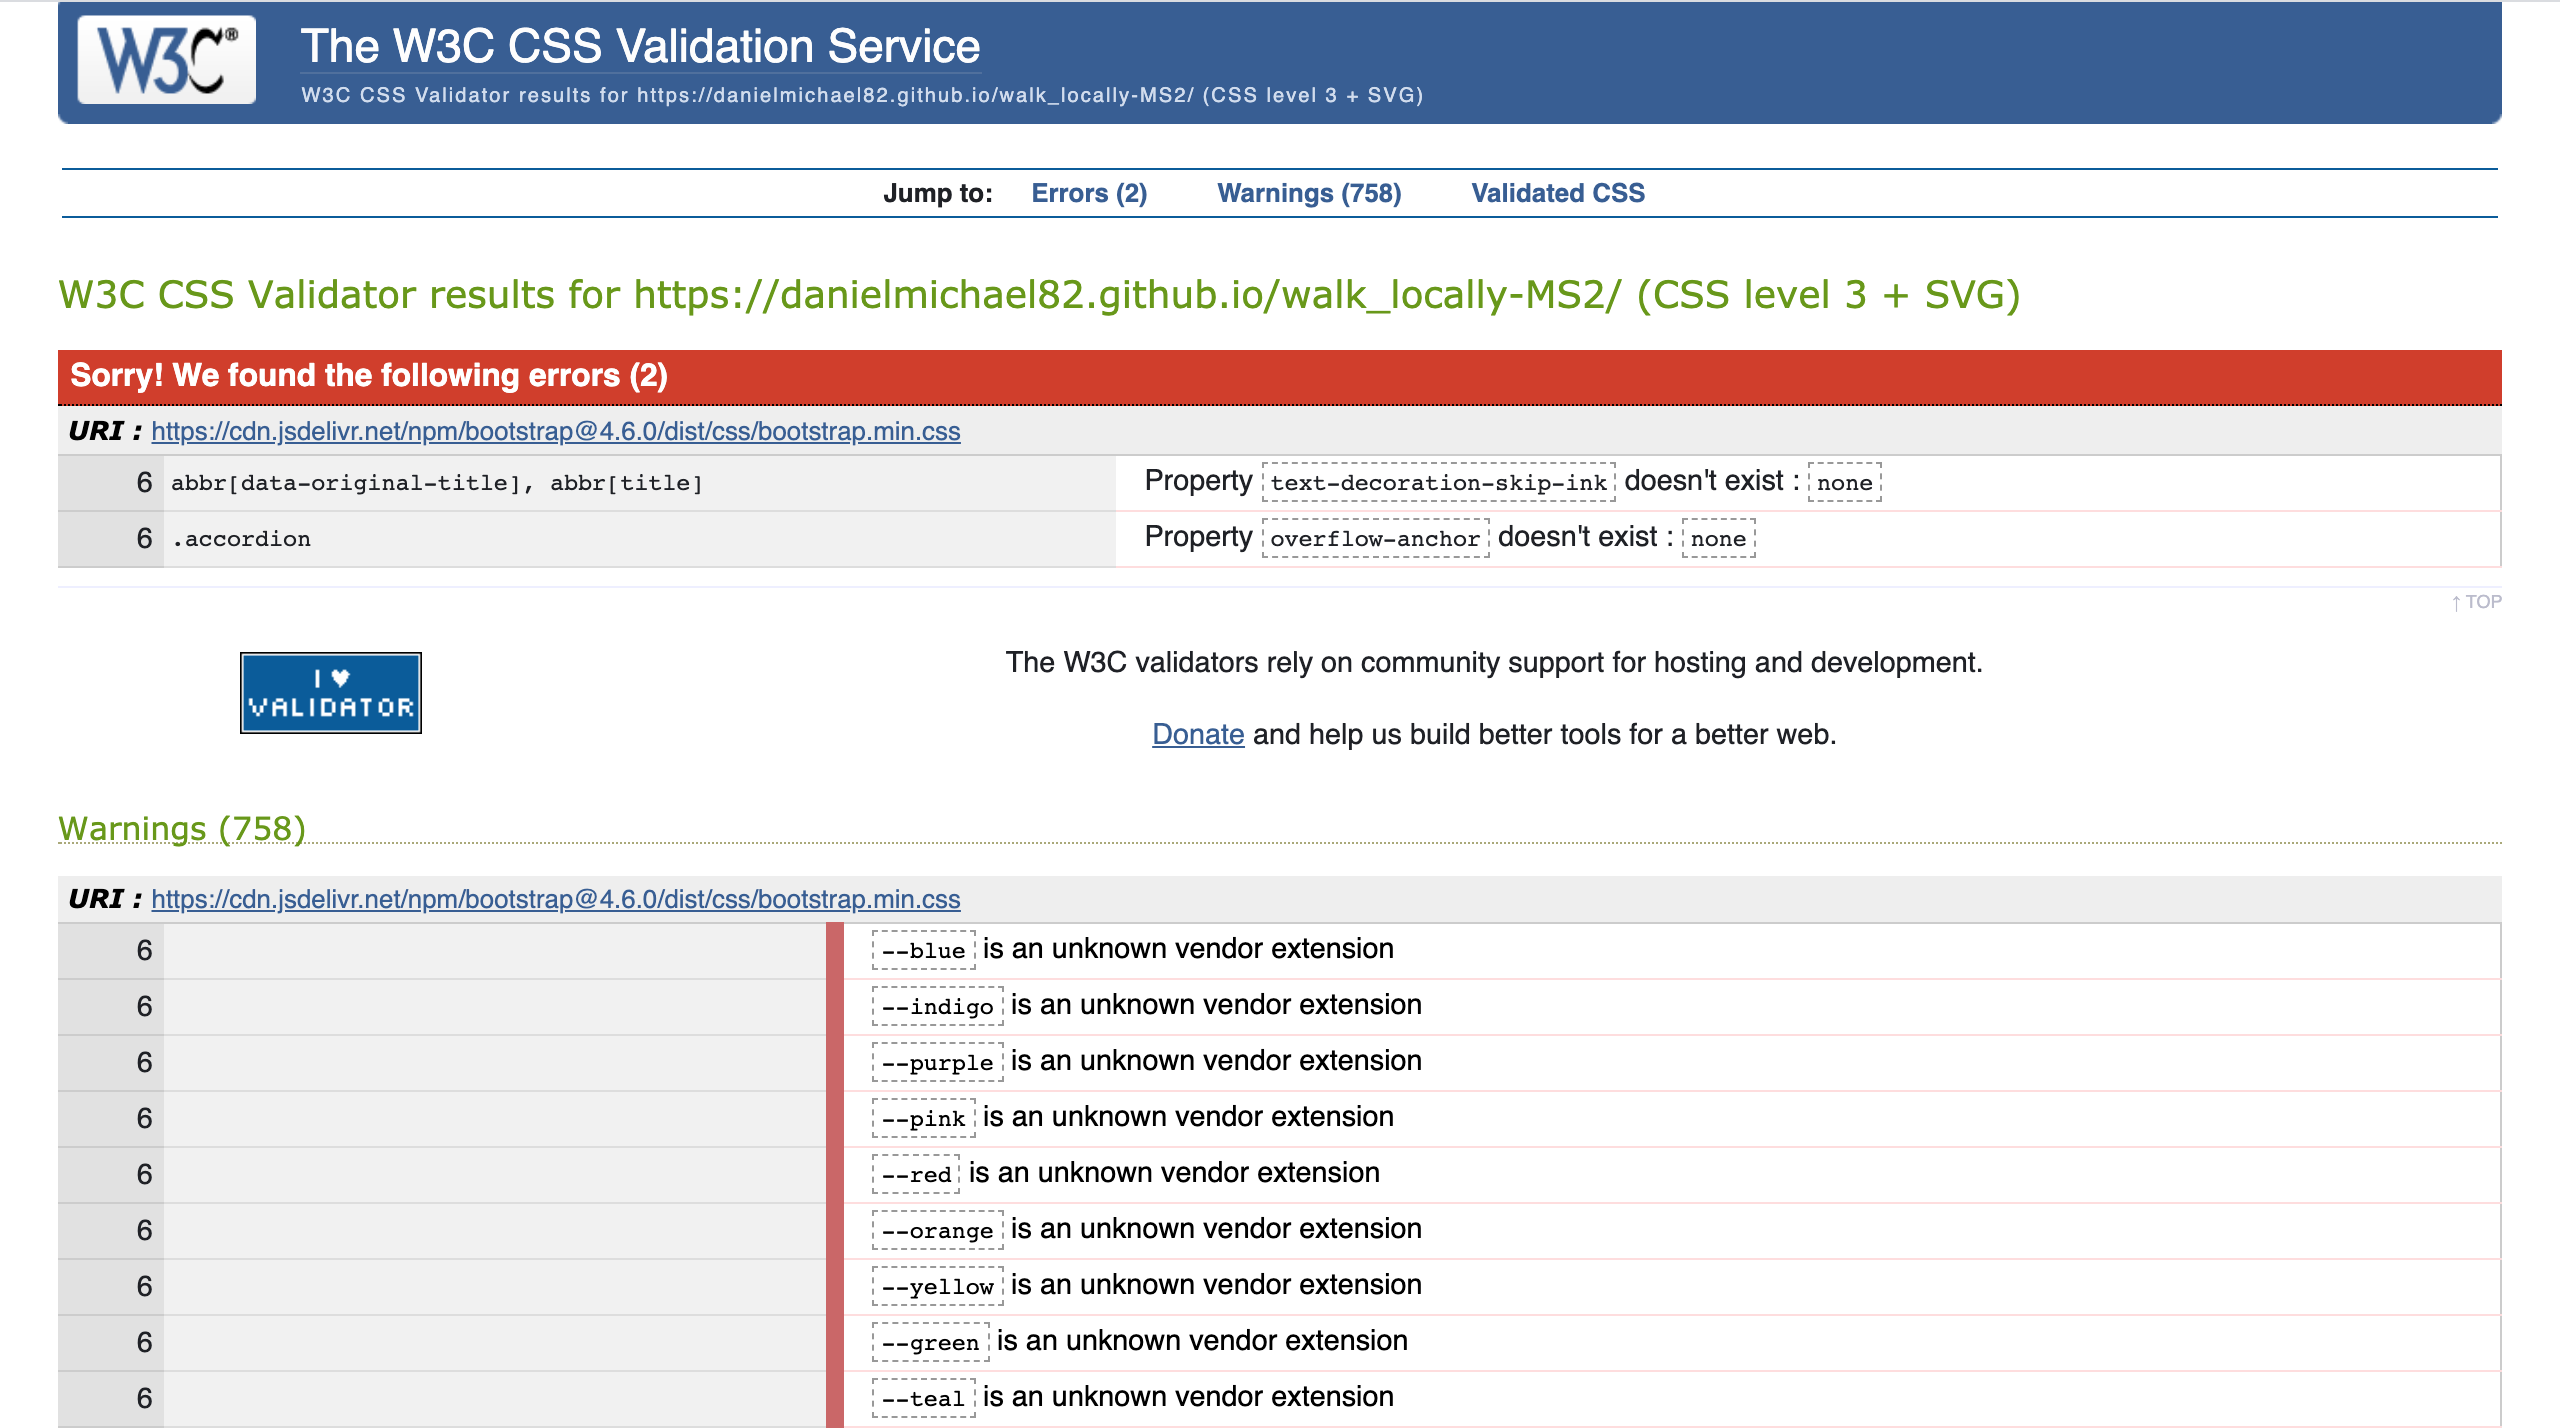 W3C®
The W3C CSS Validation Service
W3C CSS Validator results for https://danielmichael82.github.io/walk_locally-MS2/ (CSS level 3 + SVG)
Jump to: Errors (2) Warnings (758) Validated CSS
W3C CSS Validator results for https://danielmichael82.github.io/walk_locally-MS2/ (CSS level 3 + SVG)
Sorry! We found the following errors (2)
URI : https://cdn.jsdelivr.net/npm/bootstrap@4.6.0/dist/css/bootstrap.min.css
6 abbr[data-original-title], abbr[title] Property text-decoration-skip-ink doesn't exist : none
6 .accordion Property overflow-anchor doesn't exist : none
↑ TOP
I ♥
VALIDATOR
The W3C validators rely on community support for hosting and development.
Donate and help us build better tools for a better web.
Warnings (758)
URI : https://cdn.jsdelivr.net/npm/bootstrap@4.6.0/dist/css/bootstrap.min.css
6 --blue is an unknown vendor extension
6 --indigo is an unknown vendor extension
6 --purple is an unknown vendor extension
6 --pink is an unknown vendor extension
6 --red is an unknown vendor extension
6 --orange is an unknown vendor extension
6 --yellow is an unknown vendor extension
6 --green is an unknown vendor extension
6 --teal is an unknown vendor extension